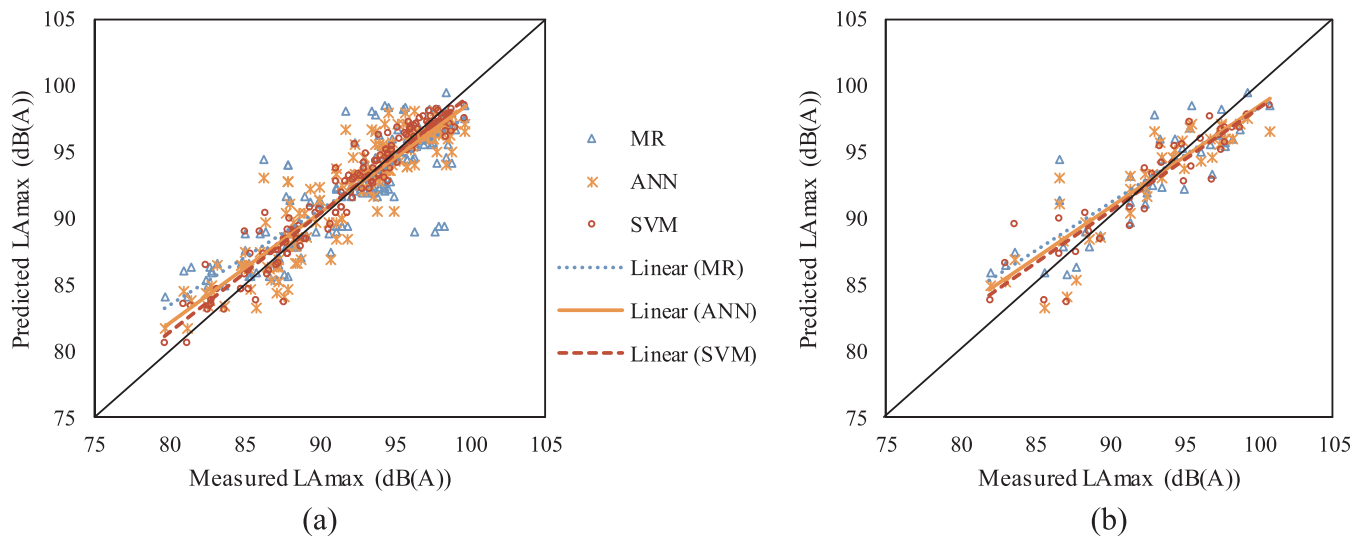 105
100
95
90
85
80
75
Predicted LAmax (dB(A))
75 80 85 90 95 100 105
Measured LAmax (dB(A))
(a)
MR
ANN
SVM
Linear (MR)
Linear (ANN)
Linear (SVM)
105
100
95
90
85
80
75
Predicted LAmax (dB(A))
75 80 85 90 95 100 105
Measured LAmax (dB(A))
(b)